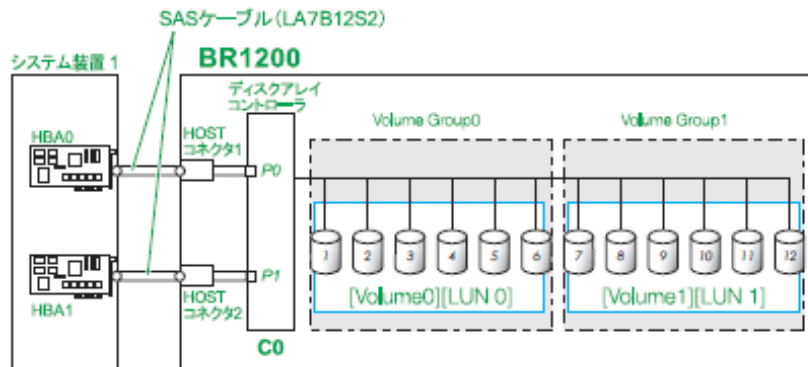 SASケーブル(LA7B12S2)
システム装置 1
BR1200
ディスクアレイ
コントローラ
Volume Group0
Volume Group1
HBA0
HOST
コネクタ1
P0
1
2
3
4
5
6
7
8
9
10
11
12
[Volume0][LUN 0]
[Volume1][LUN 1]
HBA1
HOST
コネクタ2
P1
C0